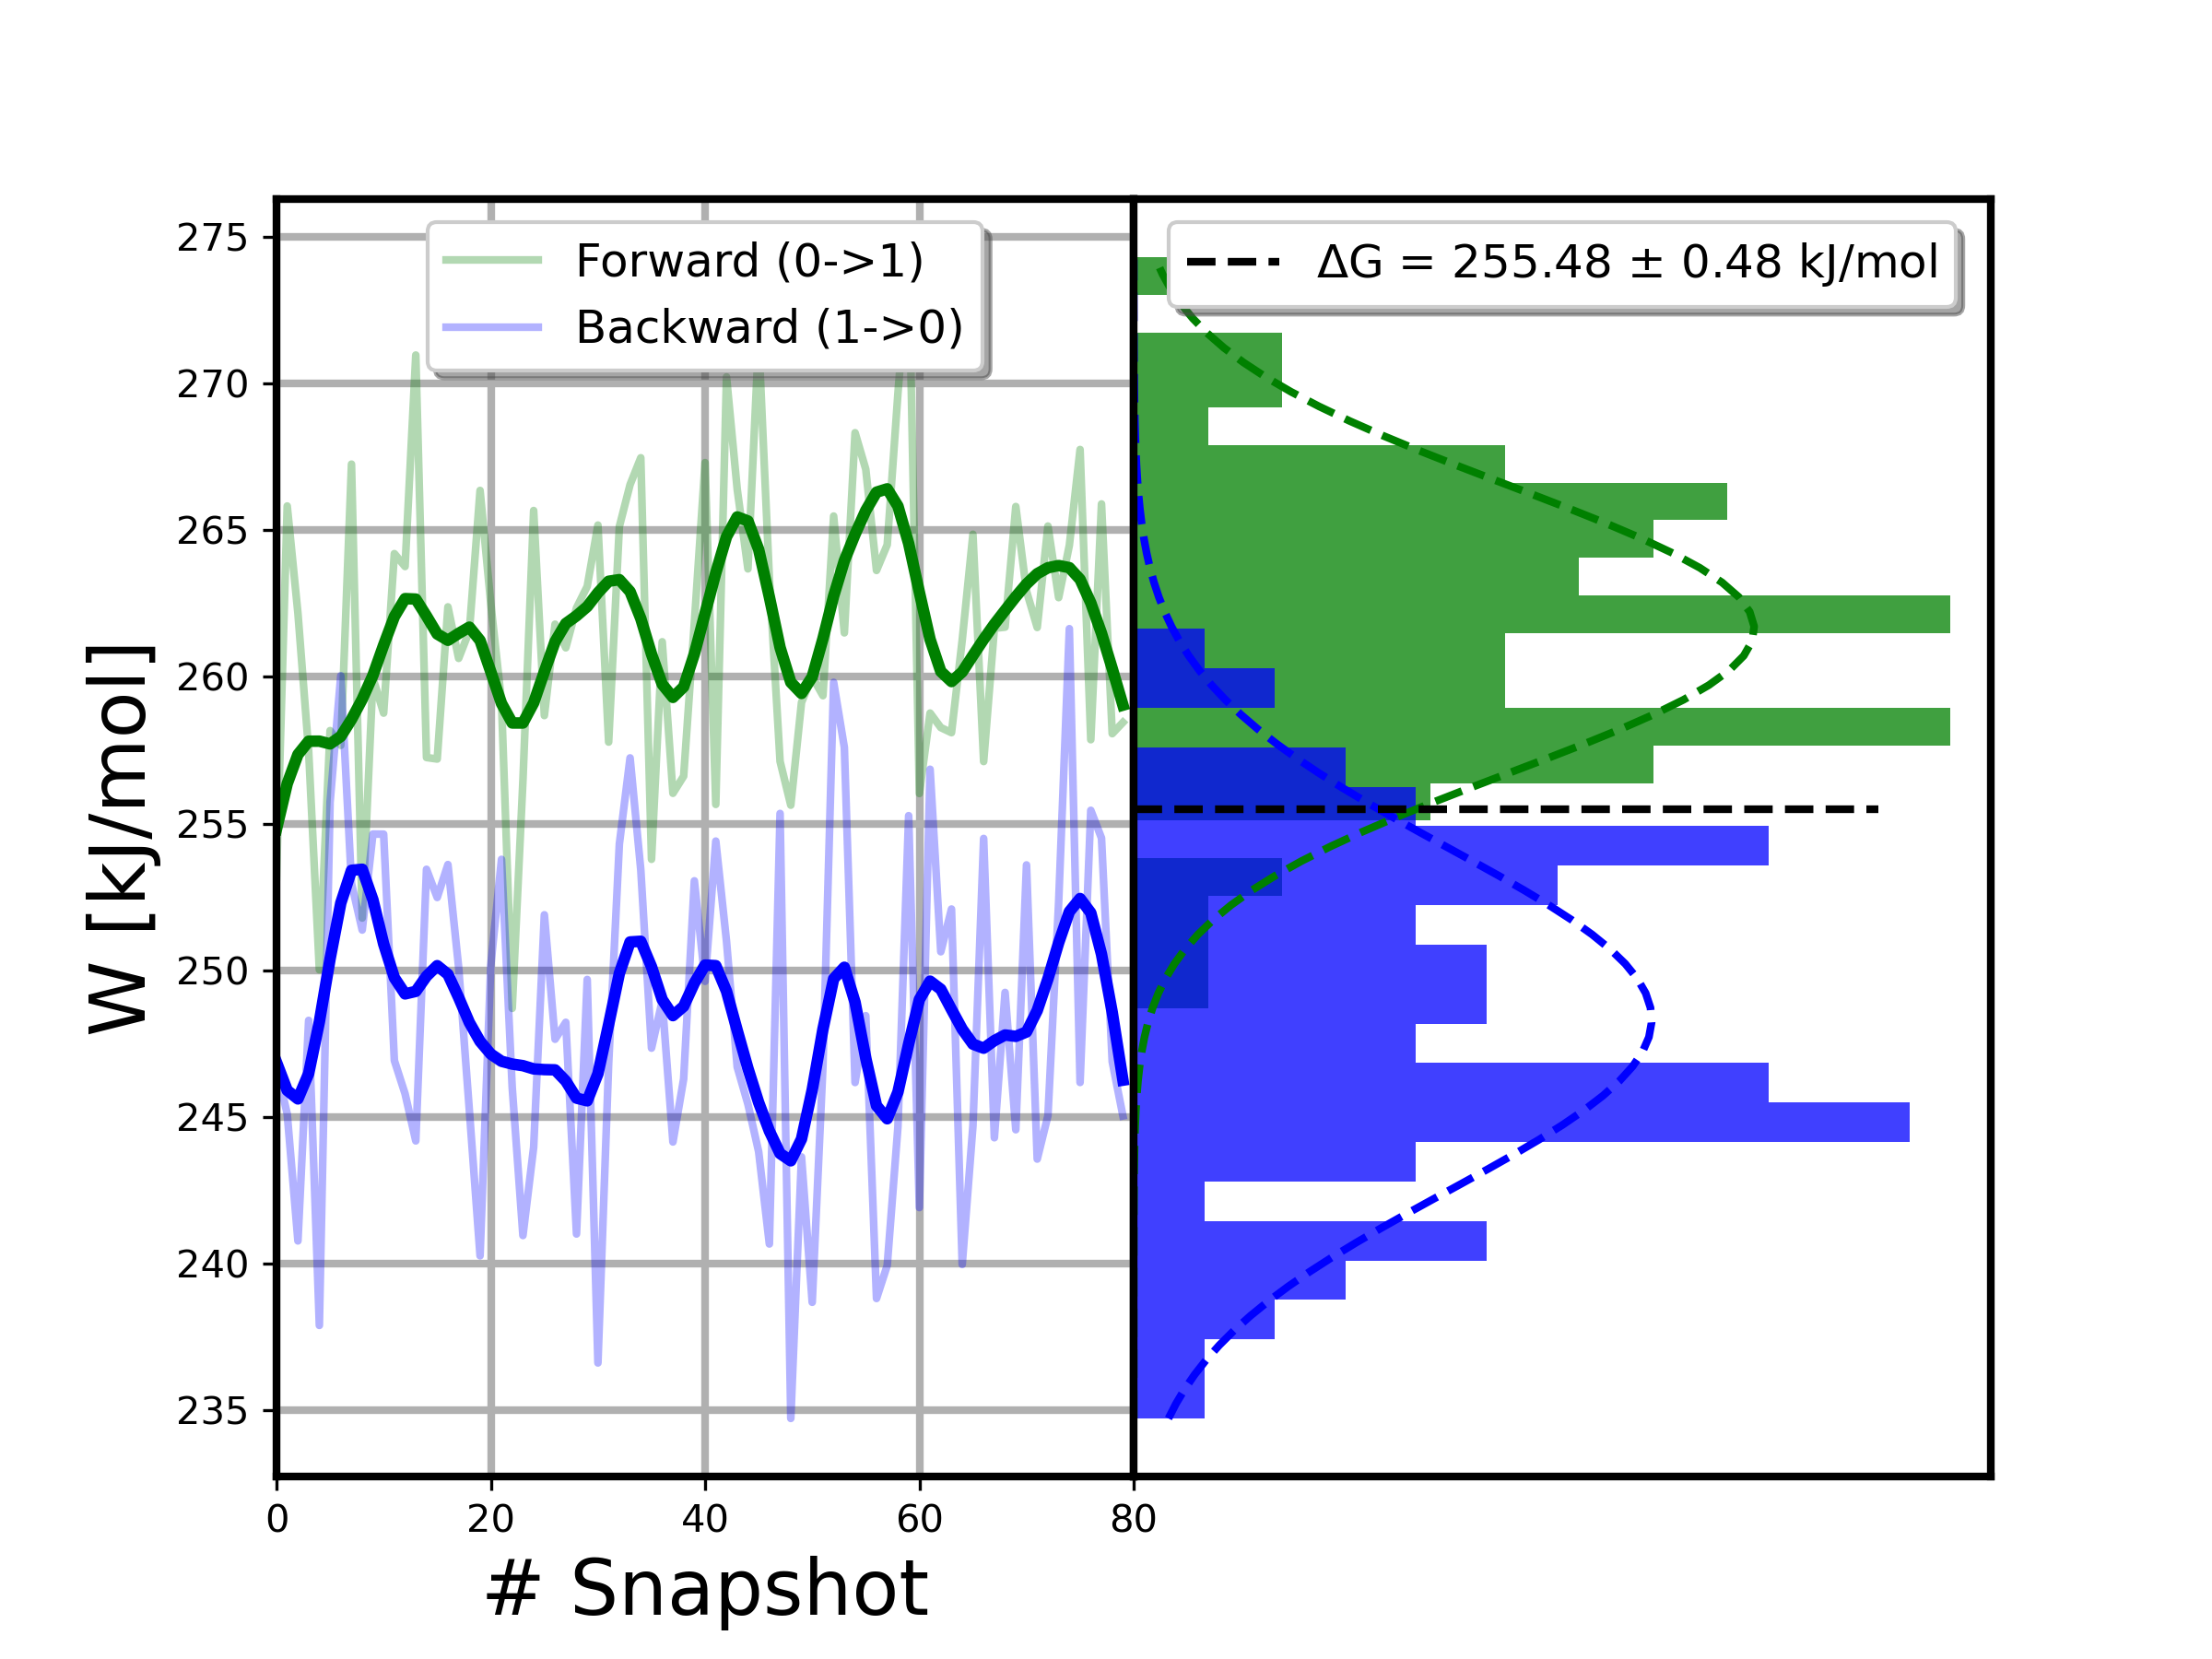 275
270
265
260
255
250
245
240
235
W [kJ/mol]
0 20 40 60 80
# Snapshot
Forward (0->1)
Backward (1->0)
ΔG = 255.48 ± 0.48 kJ/mol